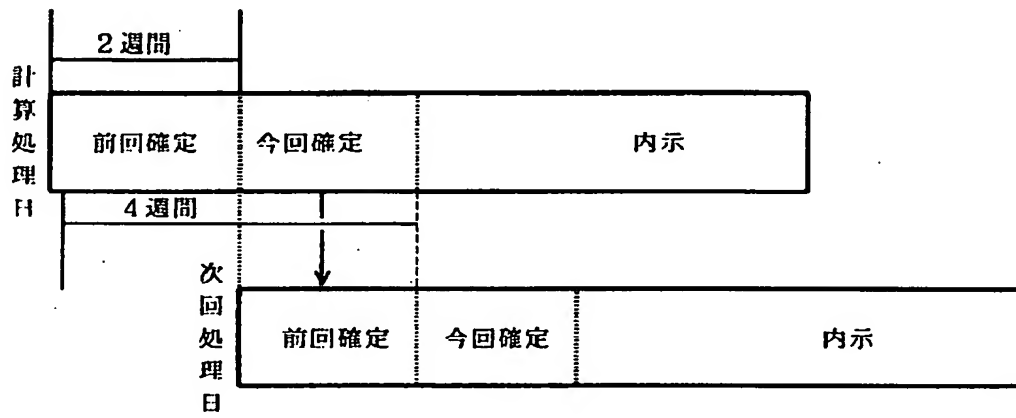 2週間
計算処理日
前回確定
今回確定
内示
4週間
次回処理日
前回確定
今回確定
内示